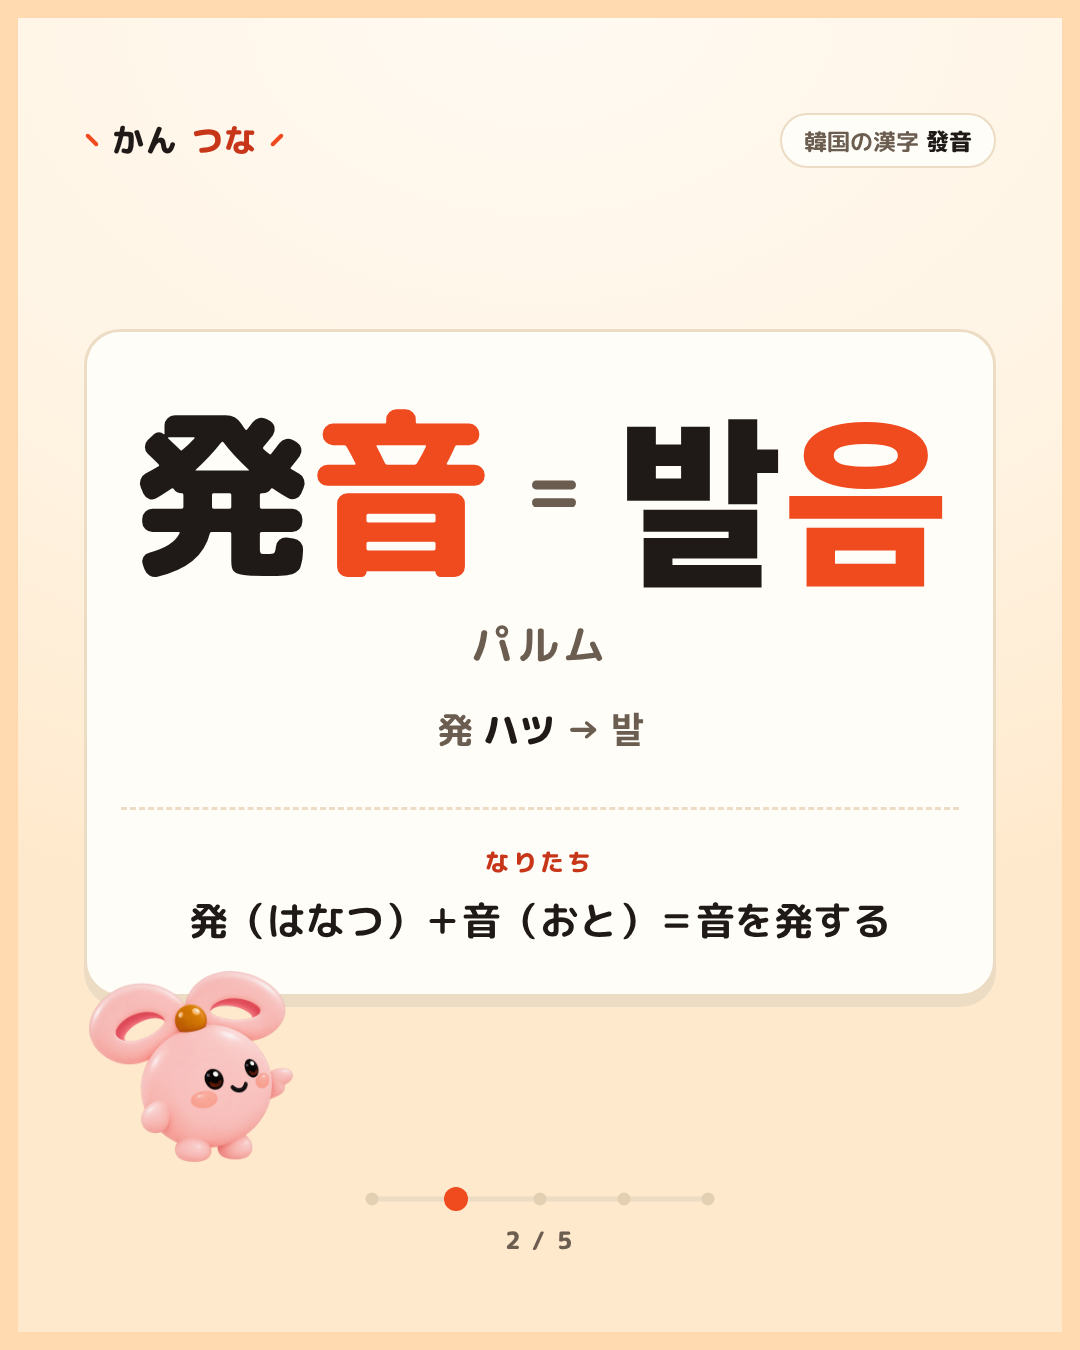 かんつな
韓国の漢字 發音
発音 = 발음
パルム
発 ハツ → 발
なりたち
発（はなつ）＋音（おと）＝音を発する
2 / 5